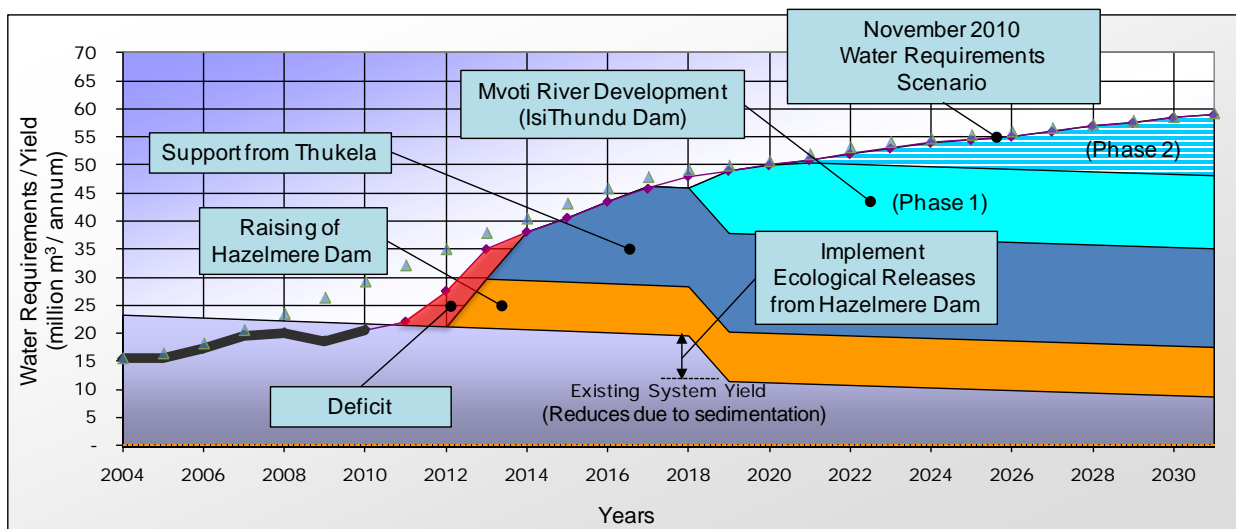 November 2010
Water Requirements
Scenario
Mvoti River Development
(IsiThundu Dam)
Support from Thukela
Raising of
Hazelmere Dam
(Phase 2)
(Phase 1)
Implement
Ecological Releases
from Hazelmere Dam
Deficit
Existing System Yield
(Reduces due to sedimentation)
Water Requirements / Yield
(million m³ / annum)
70
65
60
55
50
45
40
35
30
25
20
15
10
5
-
2004 2006 2008 2010 2012 2014 2016 2018 2020 2022 2024 2026 2028 2030
Years